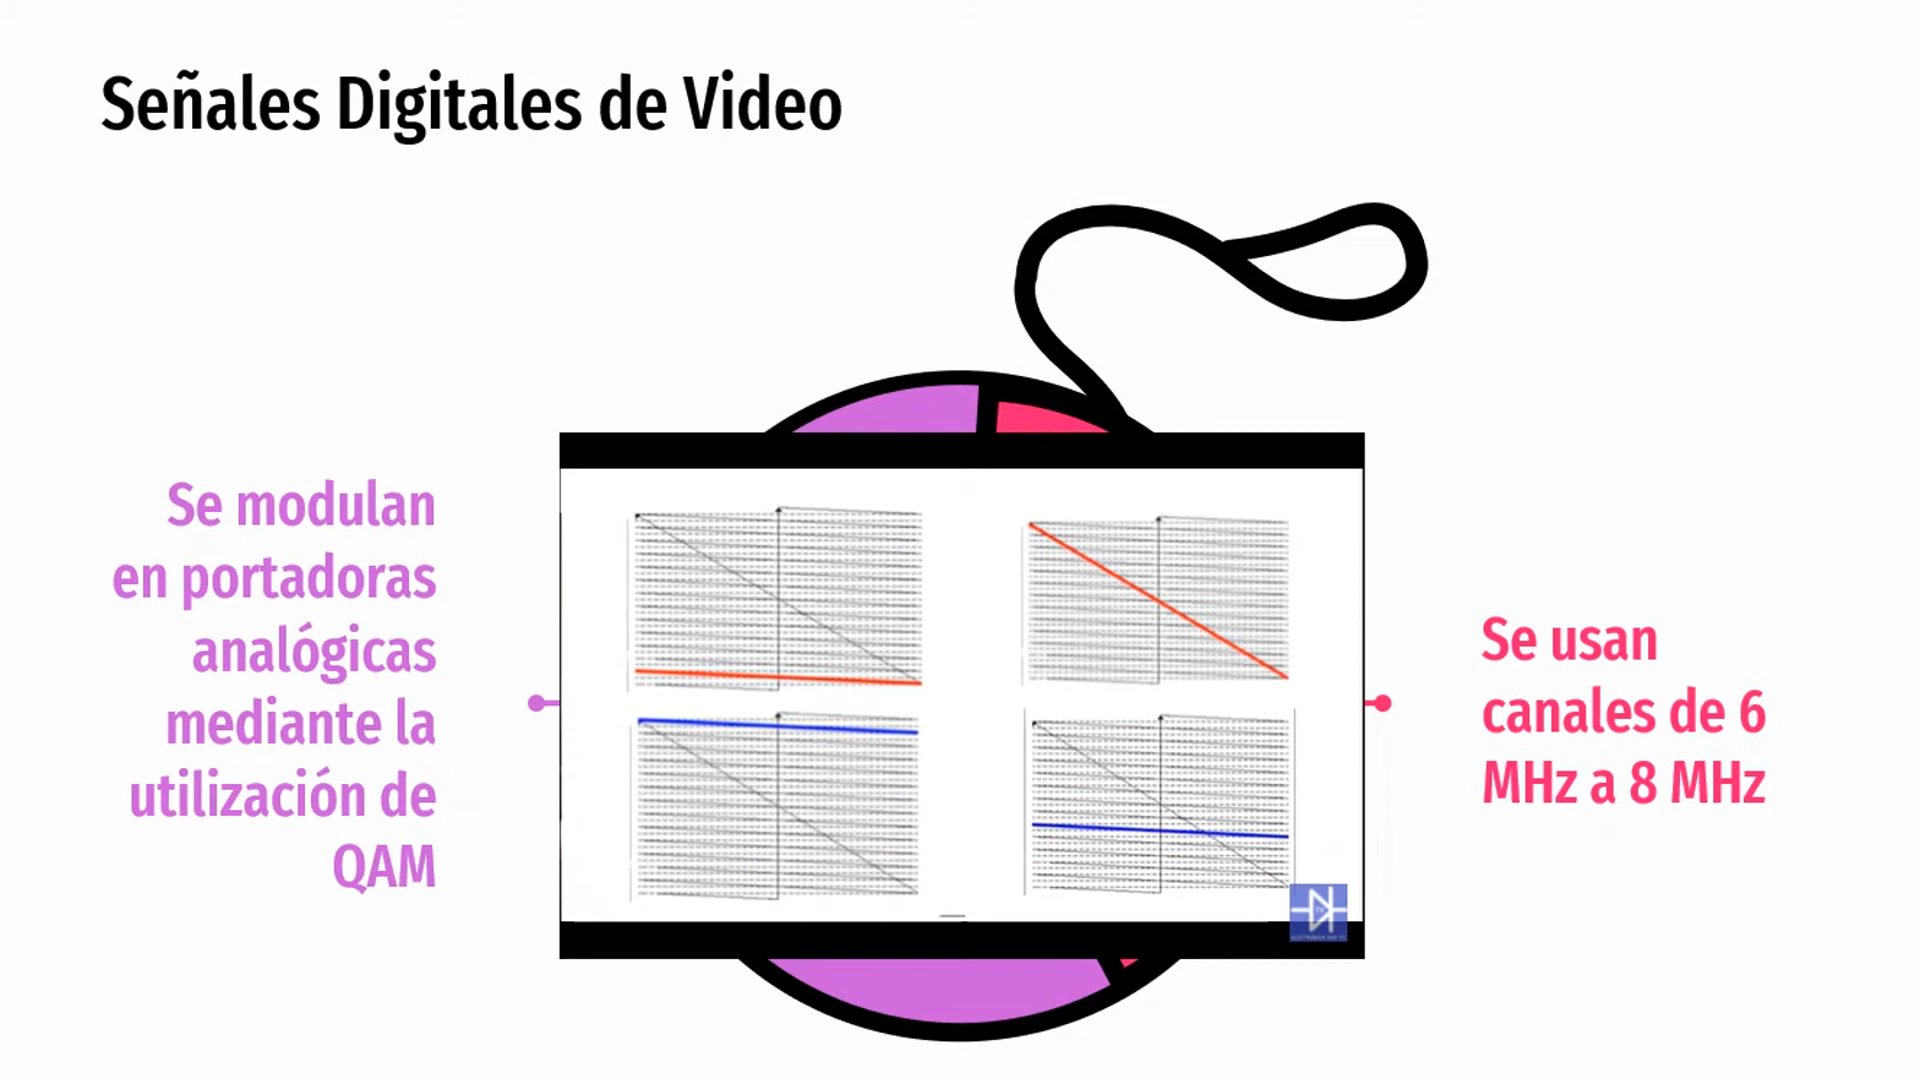 Señales Digitales de Video
Se modulan
en portadoras
analógicas
mediante la
utilización de
QAM
Se usan
canales de 6
MHz a 8 MHz